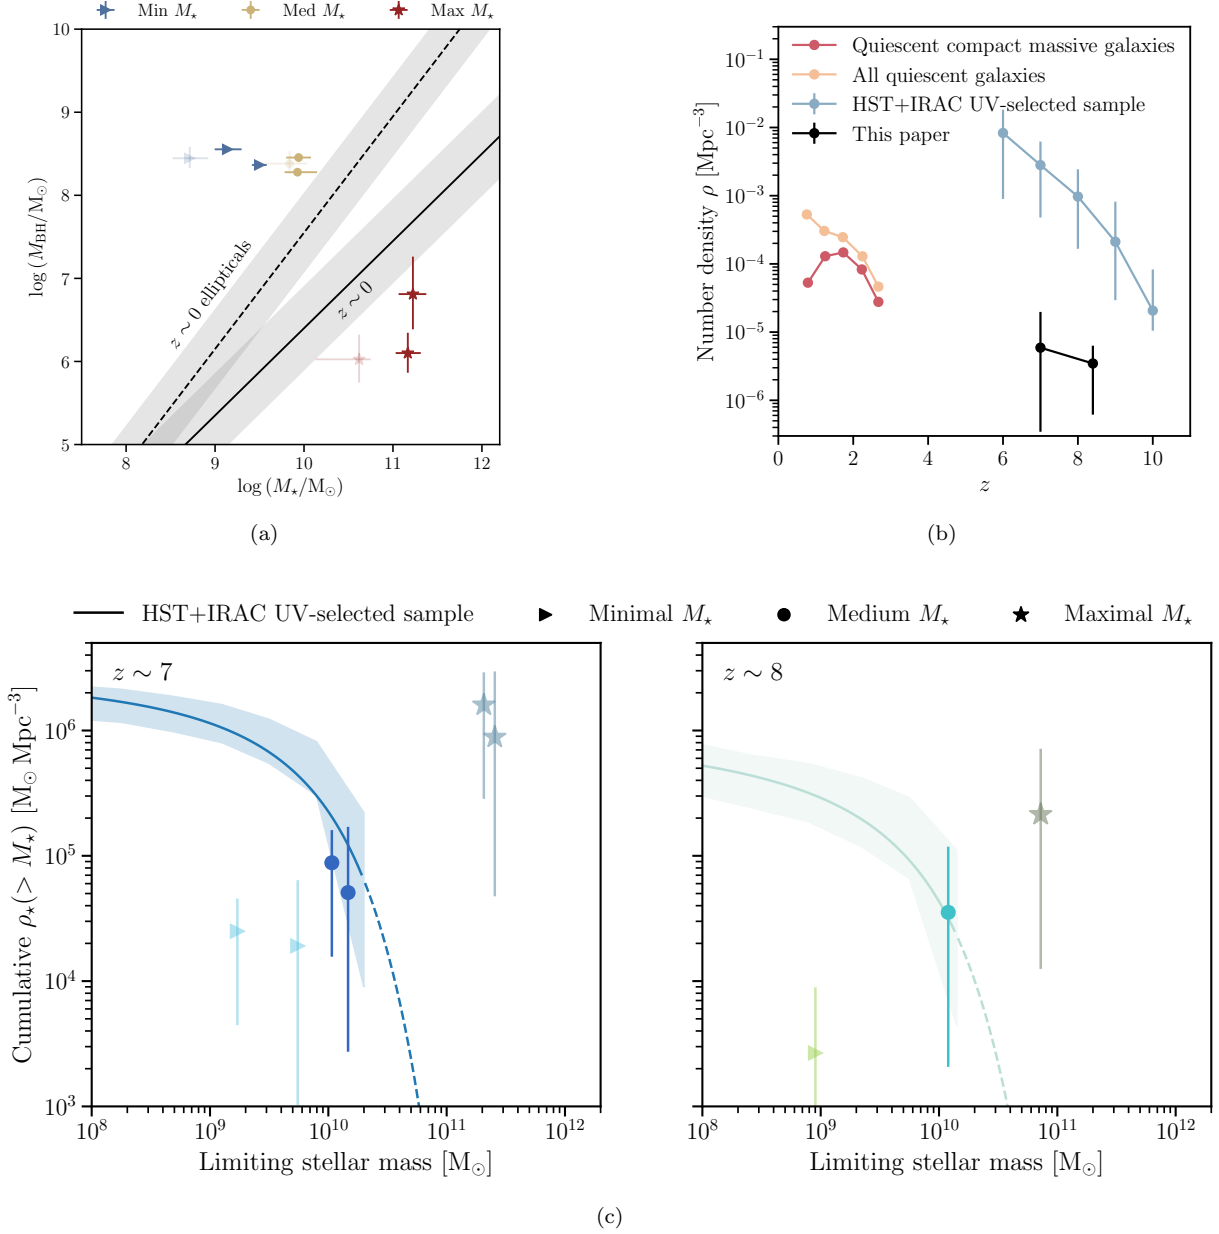 Min M⋆ Med M⋆ Max M⋆
10
9
8
7
6
5
log (M_BH/M⊙)
z ∼ 0 ellipticals
z ∼ 0
8 9 10 11 12
log (M⋆/M⊙)
(a)
Quiescent compact massive galaxies
All quiescent galaxies
HST+IRAC UV-selected sample
This paper
10⁻¹
10⁻²
10⁻³
10⁻⁴
10⁻⁵
10⁻⁶
Number density ρ [Mpc⁻³]
0 2 4 6 8 10
z
(b)
HST+IRAC UV-selected sample Minimal M⋆ Medium M⋆ Maximal M⋆
z ∼ 7
10⁶
10⁵
10⁴
10³
Cumulative ρ⋆(> M⋆) [M⊙ Mpc⁻³]
10⁸ 10⁹ 10¹⁰ 10¹¹ 10¹²
Limiting stellar mass [M⊙]
z ∼ 8
10⁸ 10⁹ 10¹⁰ 10¹¹ 10¹²
Limiting stellar mass [M⊙]
(c)